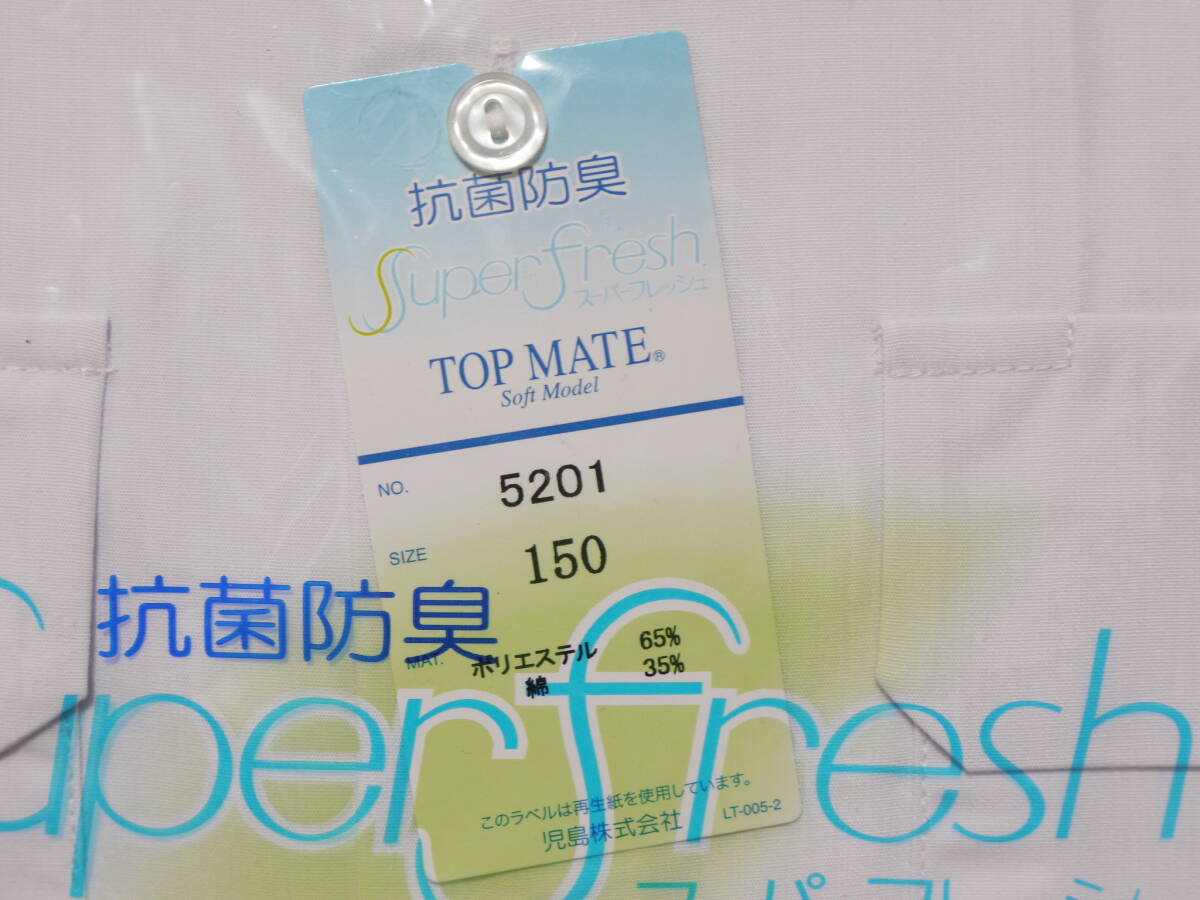 抗菌防臭
Superfresh
スーパーフレッシュ
TOP MATE®
Soft Model
NO. 5201
SIZE 150
MAT. ポリエステル 65%
綿 35%
このラベルは再生紙を使用しています。
児島株式会社 LT-005-2
抗菌防臭
Superfresh
スーパーフレッシュ